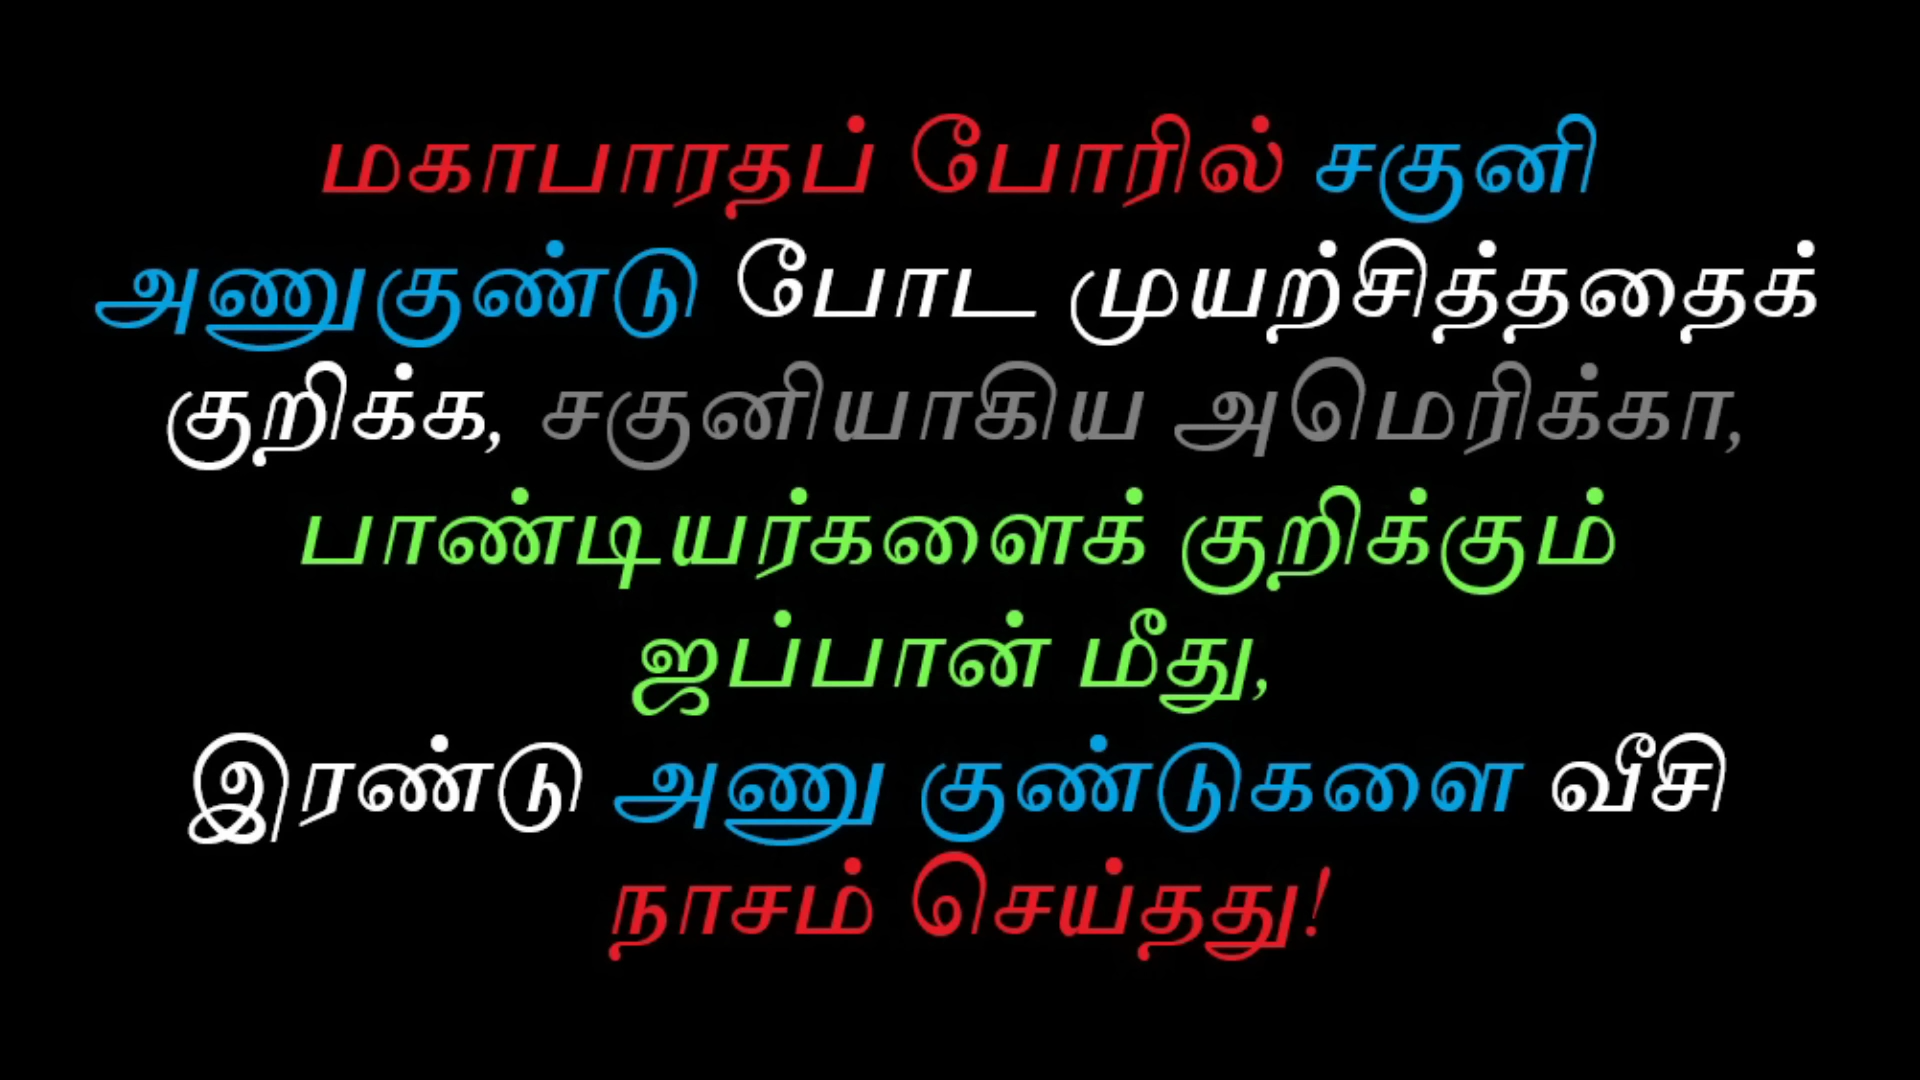 மகாபாரதப் போரில் சகுனி
அணுகுண்டு போட முயற்சித்ததைக்
குறிக்க, சகுனியாகிய அமெரிக்கா,
பாண்டியர்களைக் குறிக்கும்
ஜப்பான் மீது,
இரண்டு அணு குண்டுகளை வீசி
நாசம் செய்தது!